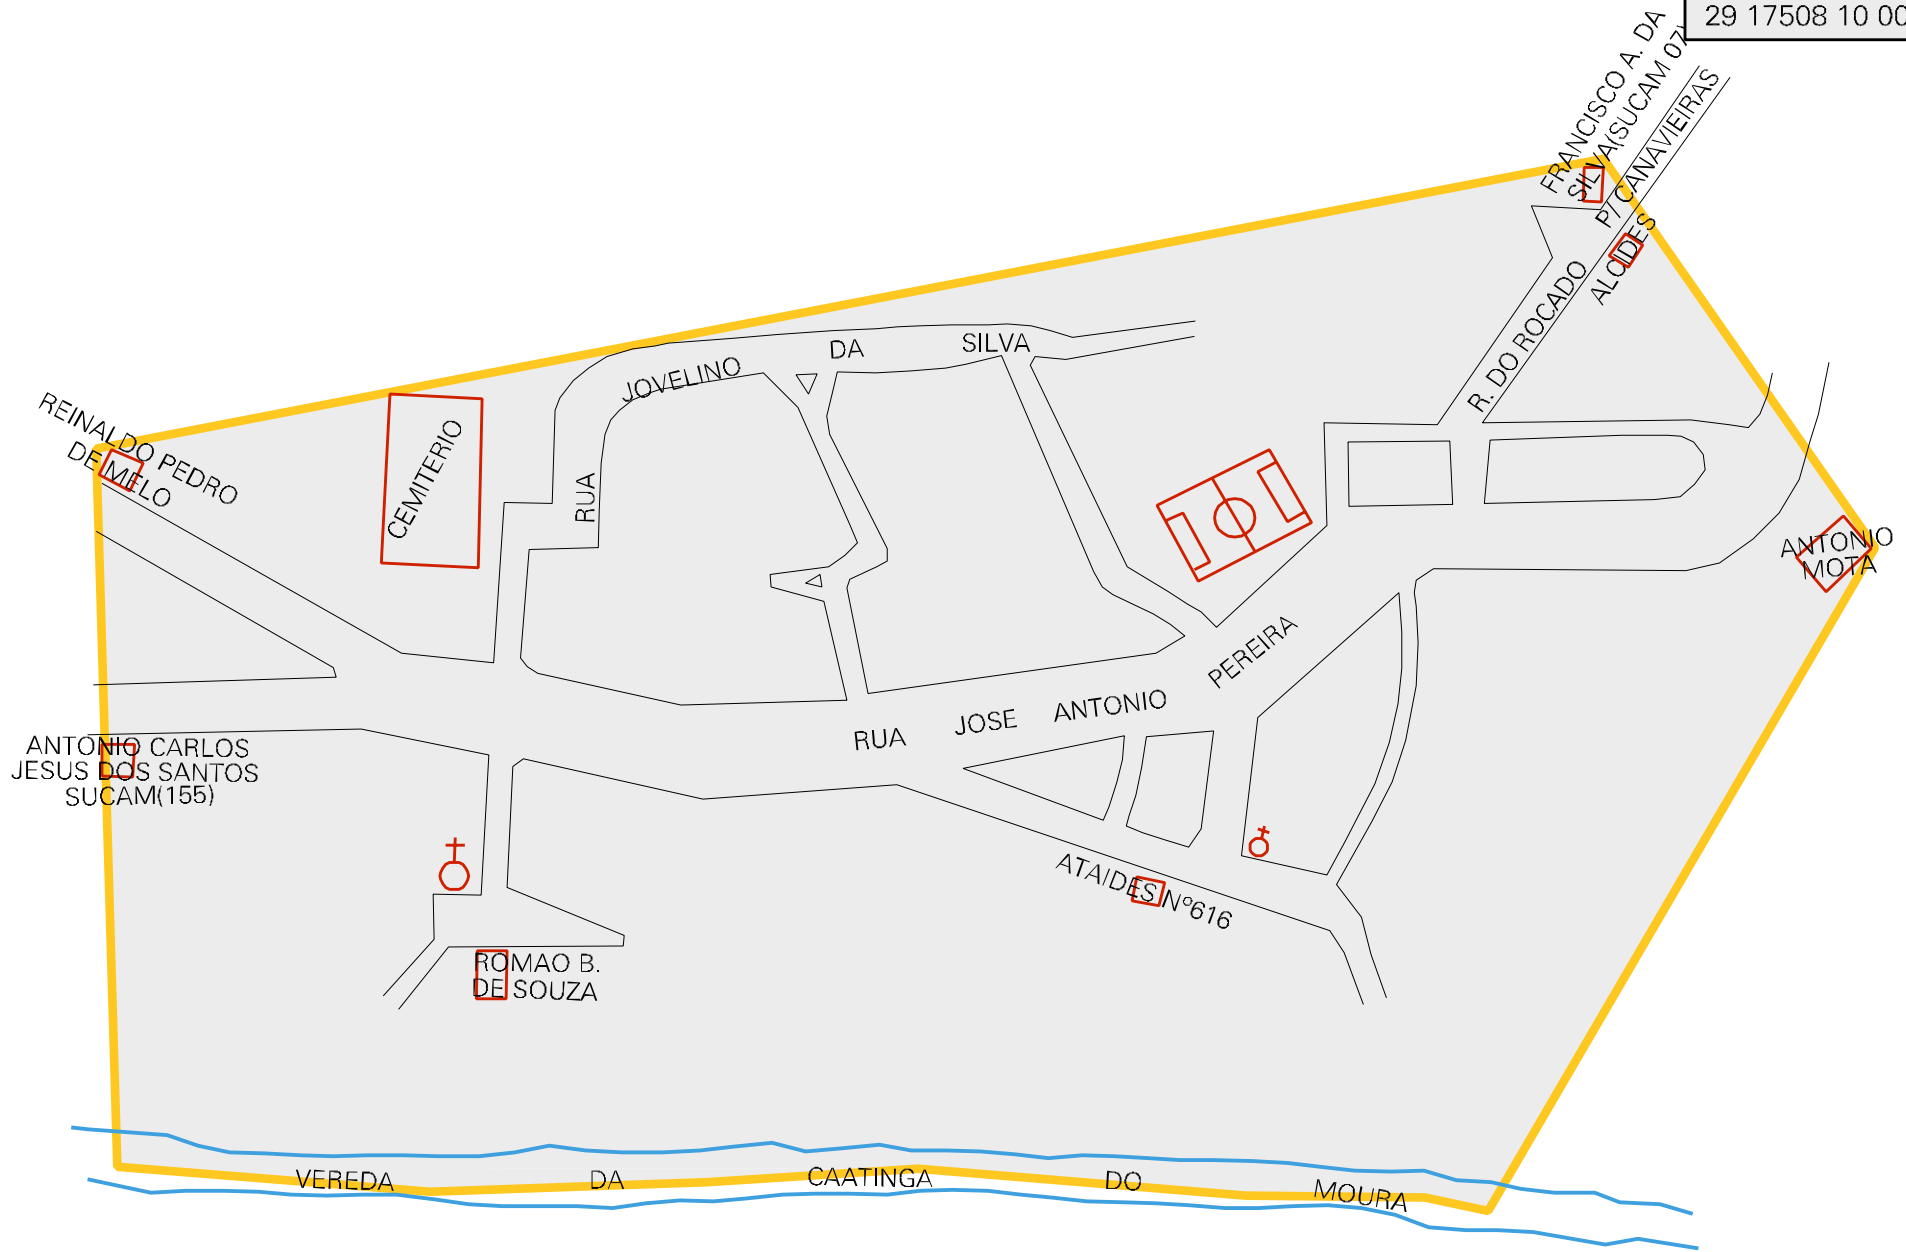 29 17508 10 00
FRANCISCO A. DA
SILVA(SUCAM 07
P/ CANAVIEIRAS
ALCIDES
R. DO ROCADO
RUA JOVELINO DA SILVA
REINALDO PEDRO
DE MELO
CEMITERIO
ANTONIO
MOTA
RUA JOSE ANTONIO PEREIRA
ANTONIO CARLOS
JESUS DOS SANTOS
SUCAM(155)
ATAIDES Nº616
ROMAO B.
DE SOUZA
VEREDA DA CAATINGA DO MOURA